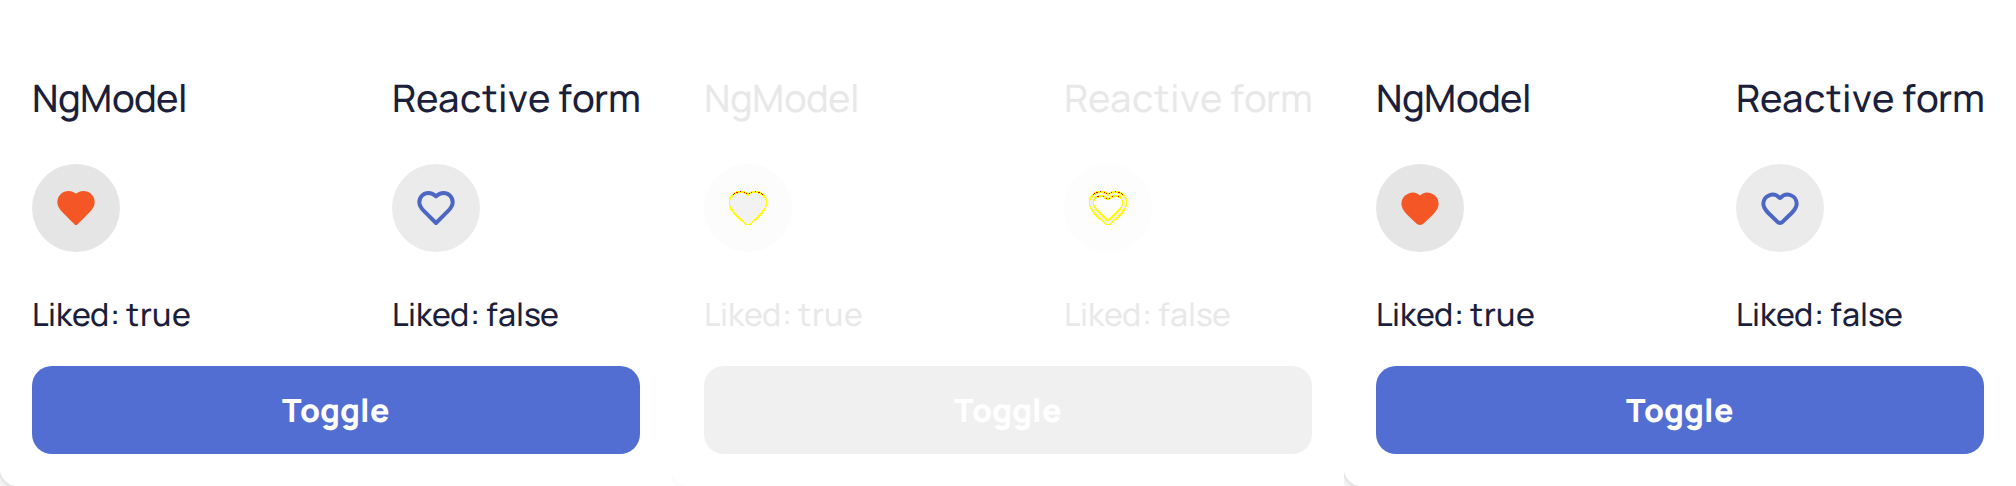 NgModel Reactive form NgModel Reactive form NgModel Reactive form
Liked: true Liked: false Liked: true Liked: false Liked: true Liked: false
Toggle Toggle Toggle